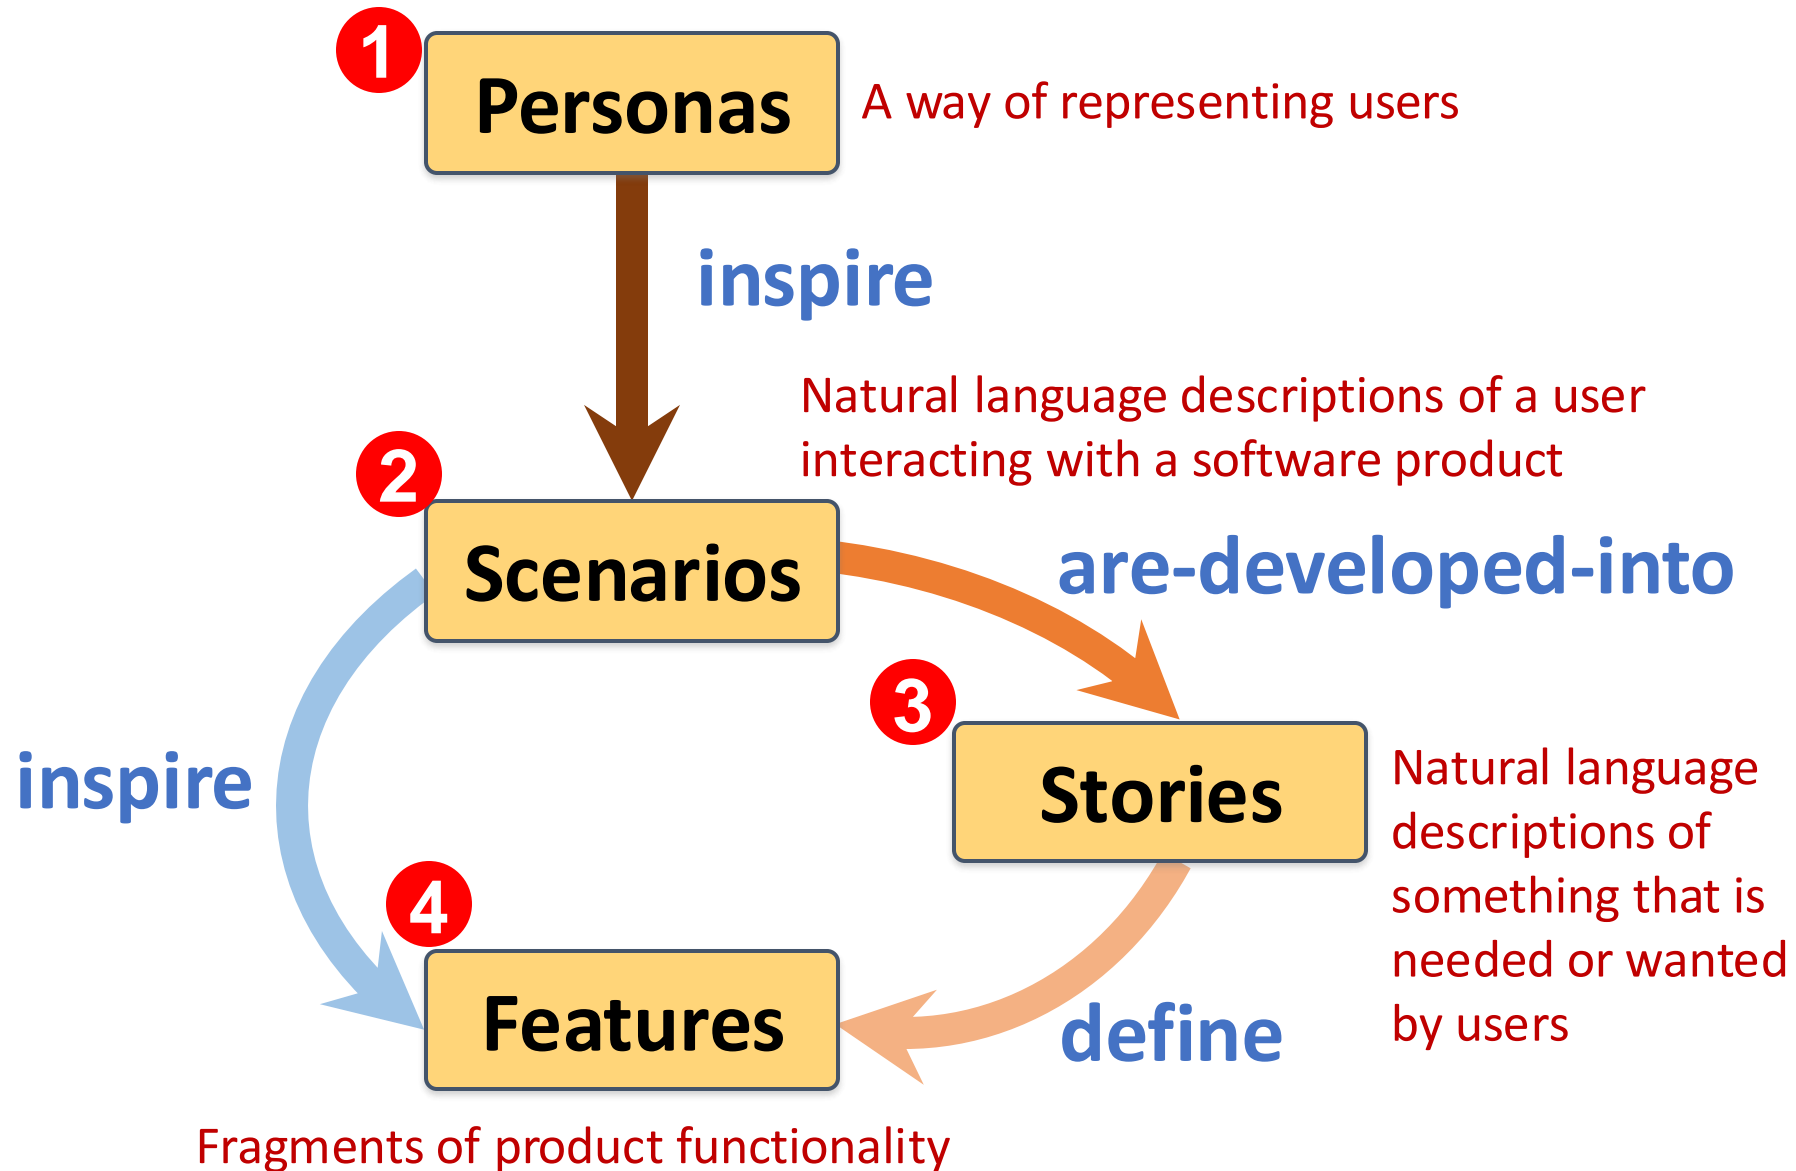 1
Personas
A way of representing users
inspire
Natural language descriptions of a user
interacting with a software product
2
Scenarios
are-developed-into
3
Stories
Natural language
descriptions of
something that is
needed or wanted
by users
inspire
4
Features
define
Fragments of product functionality